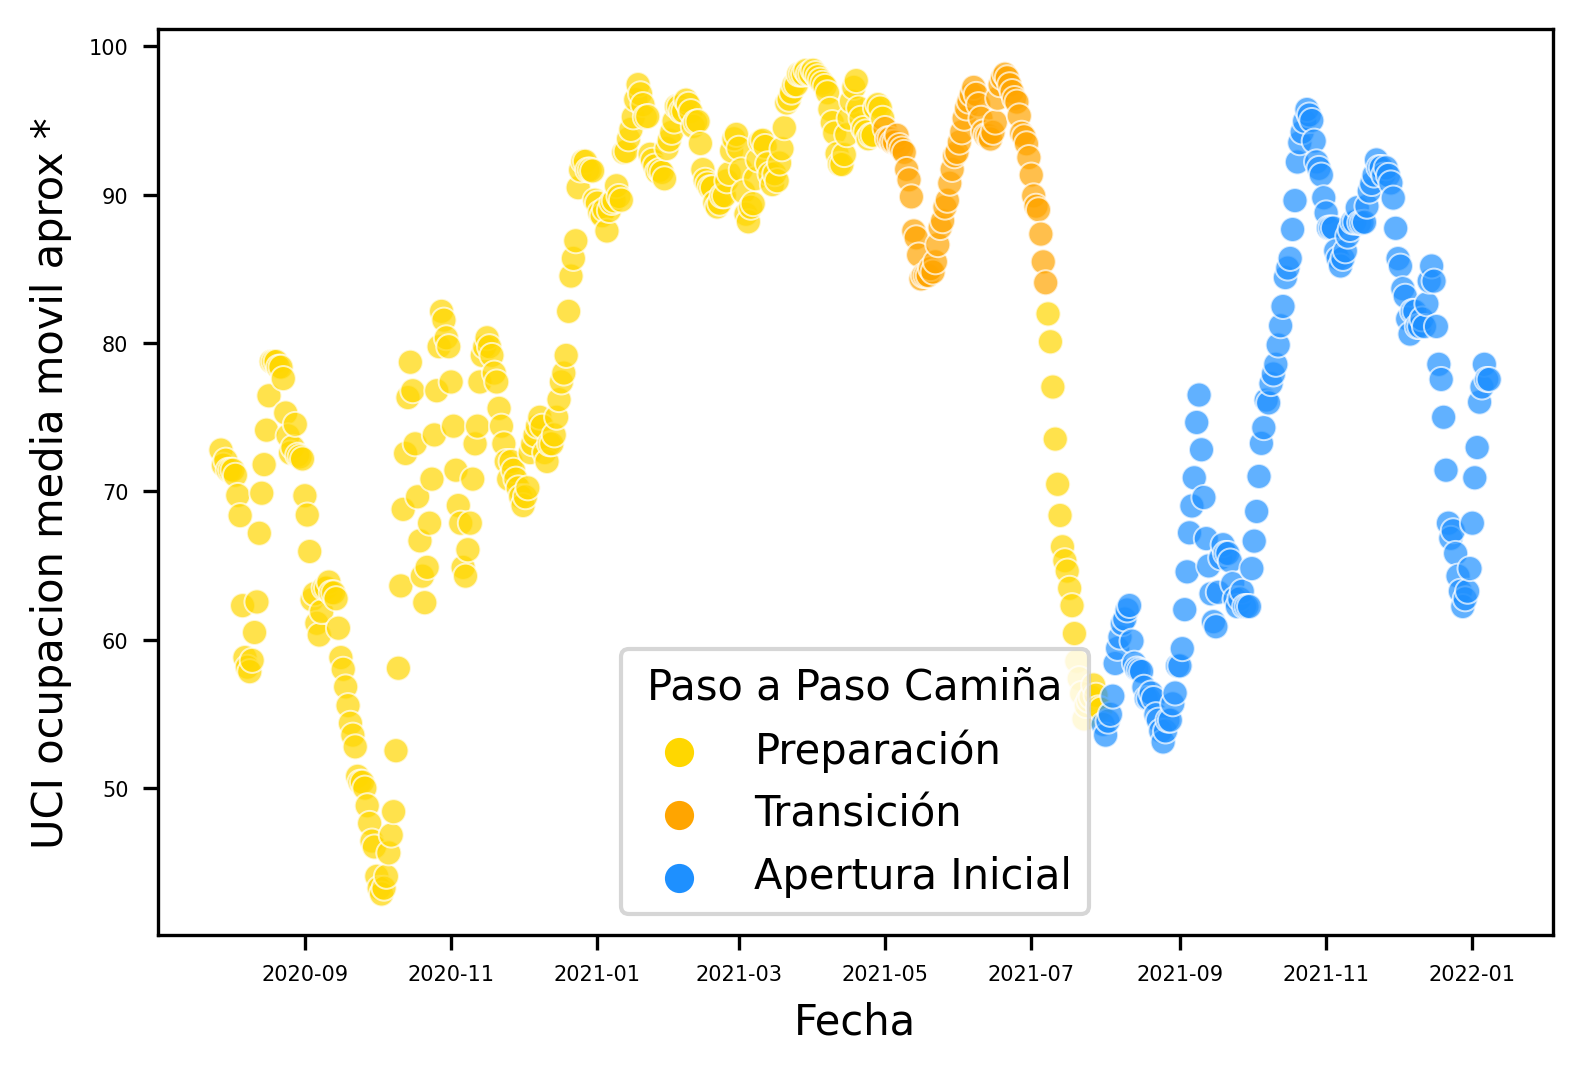 UCI ocupacion media movil aprox *
100
90
80
70
60
50
Paso a Paso Camiña
Preparación
Transición
Apertura Inicial
2020-09 2020-11 2021-01 2021-03 2021-05 2021-07 2021-09 2021-11 2022-01
Fecha